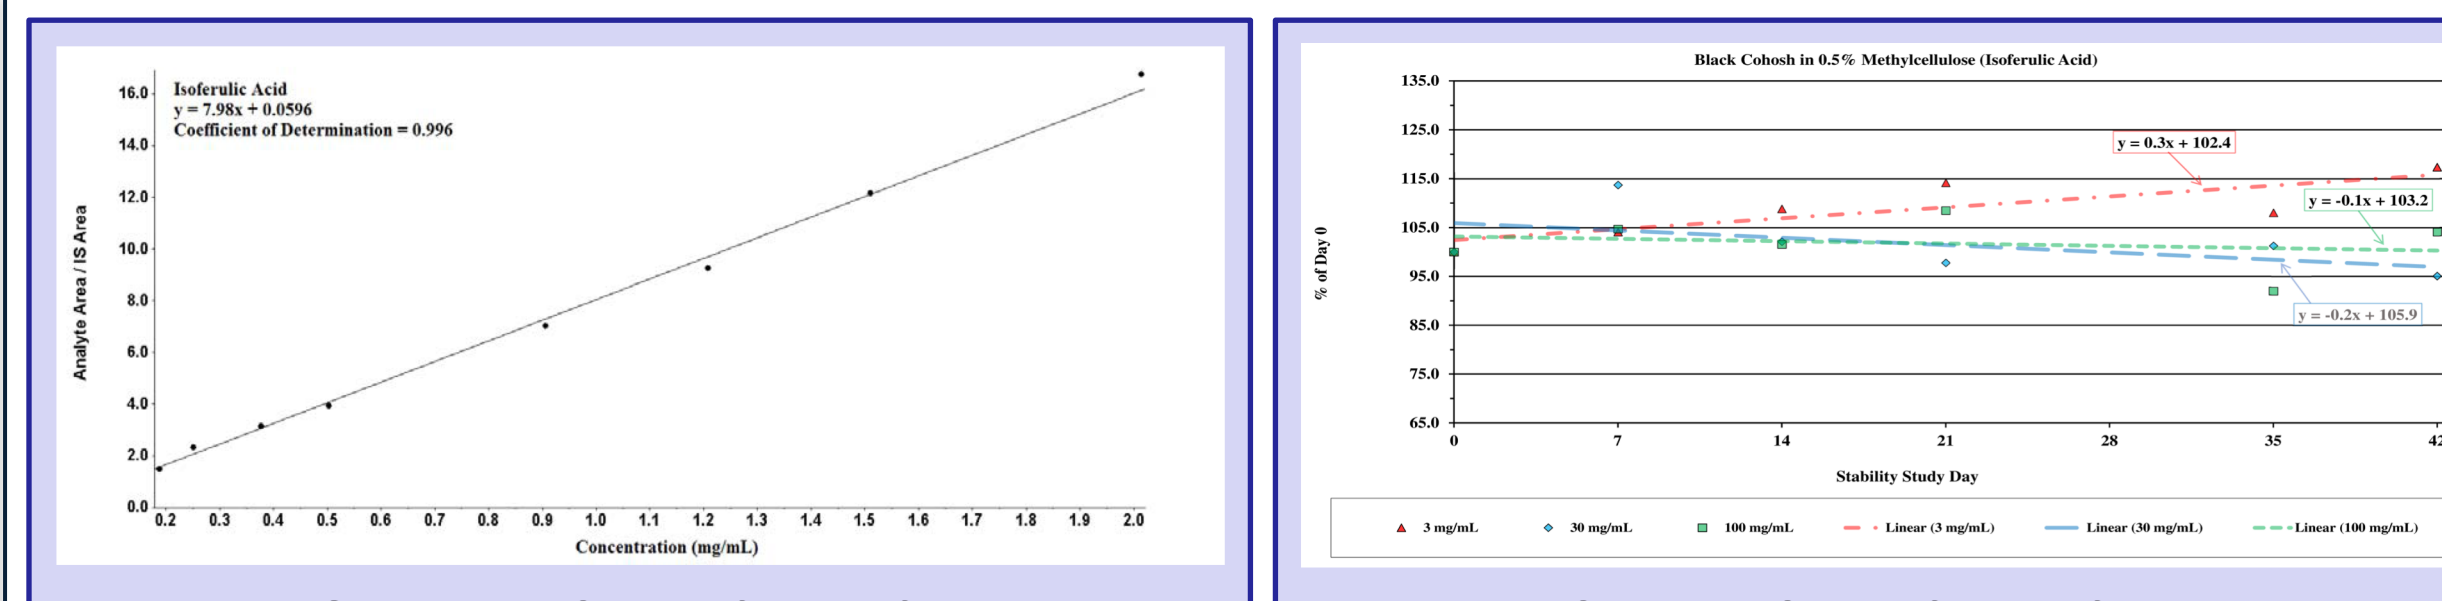 Isoferulic Acid
y = 7.98x + 0.0596
Coefficient of Determination = 0.996
Analyte Area / IS Area
16.0
14.0
12.0
10.0
8.0
6.0
4.0
2.0
0.0
0.2 0.3 0.4 0.5 0.6 0.7 0.8 0.9 1.0 1.1 1.2 1.3 1.4 1.5 1.6 1.7 1.8 1.9 2.0
Concentration (mg/mL)
Black Cohosh in 0.5% Methylcellulose (Isoferulic Acid)
% of Day 0
135.0
125.0
115.0
105.0
95.0
85.0
75.0
65.0
y = 0.3x + 102.4
y = -0.1x + 103.2
y = -0.2x + 105.9
0 7 14 21 28 35 42
Stability Study Day
3 mg/mL 30 mg/mL 100 mg/mL Linear (3 mg/mL) Linear (30 mg/mL) Linear (100 mg/mL)